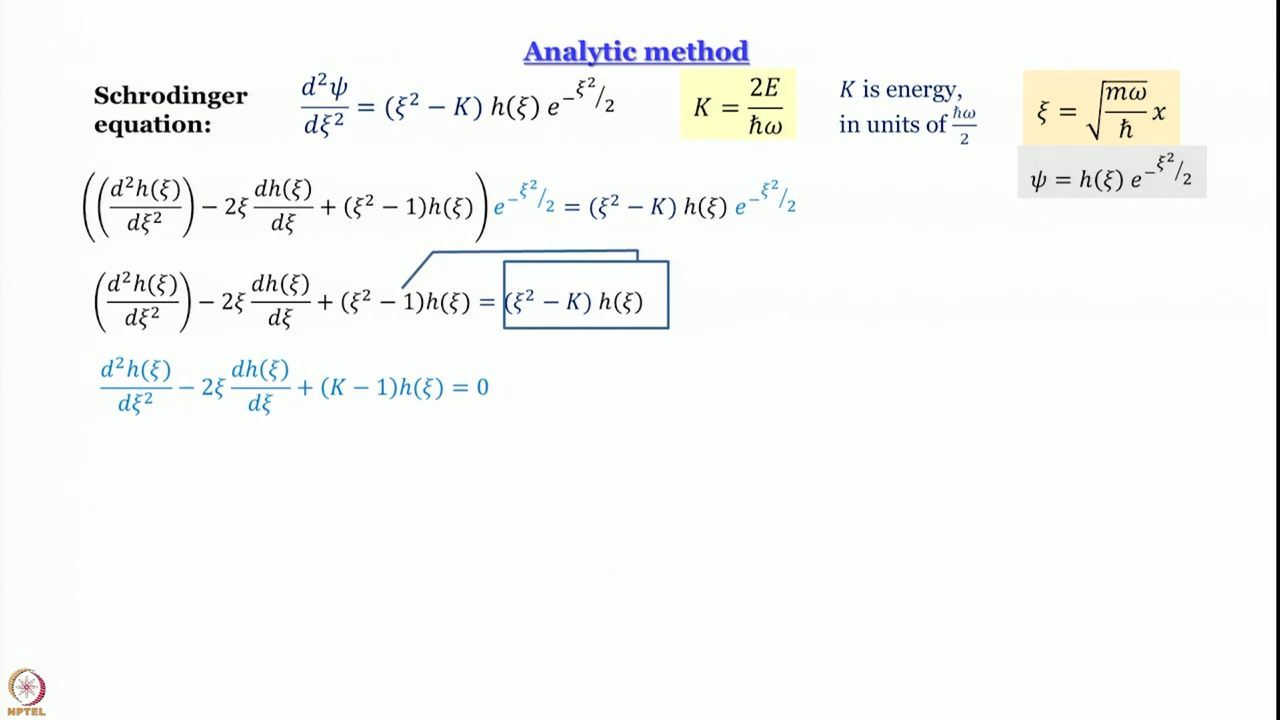 Analytic method
Schrodinger equation: d²ψ/dξ² = (ξ² − K) h(ξ) e^(−ξ²/2)
K = 2E/ħω
K is energy,
in units of ħω/2
ξ = √(mω/ħ) x
ψ = h(ξ) e^(−ξ²/2)
((d²h(ξ)/dξ²) − 2ξ dh(ξ)/dξ + (ξ² − 1)h(ξ)) e^(−ξ²/2) = (ξ² − K) h(ξ) e^(−ξ²/2)
(d²h(ξ)/dξ²) − 2ξ dh(ξ)/dξ + (ξ² − 1)h(ξ) = (ξ² − K) h(ξ)
d²h(ξ)/dξ² − 2ξ dh(ξ)/dξ + (K − 1)h(ξ) = 0
NPTEL